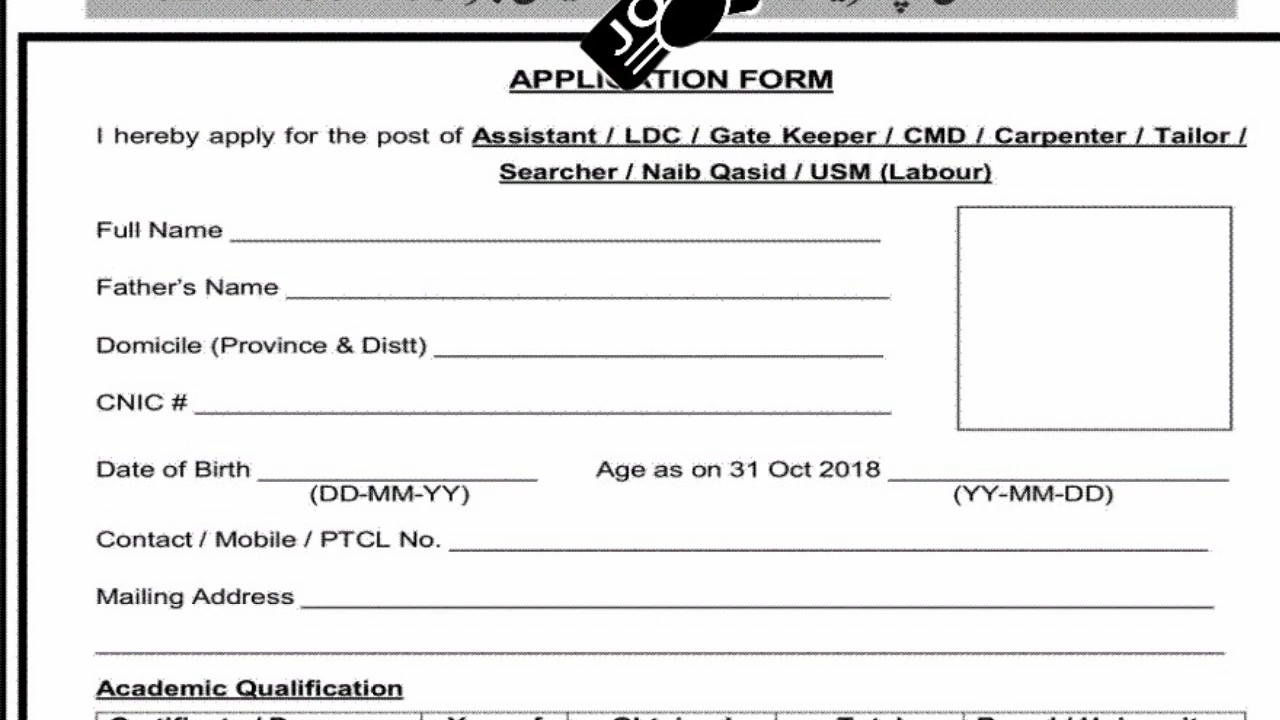 JO
APPLICATION FORM
I hereby apply for the post of Assistant / LDC / Gate Keeper / CMD / Carpenter / Tailor /
Searcher / Naib Qasid / USM (Labour)
Full Name
Father's Name
Domicile (Province & Distt)
CNIC #
Date of Birth Age as on 31 Oct 2018
(DD-MM-YY) (YY-MM-DD)
Contact / Mobile / PTCL No.
Mailing Address
Academic Qualification